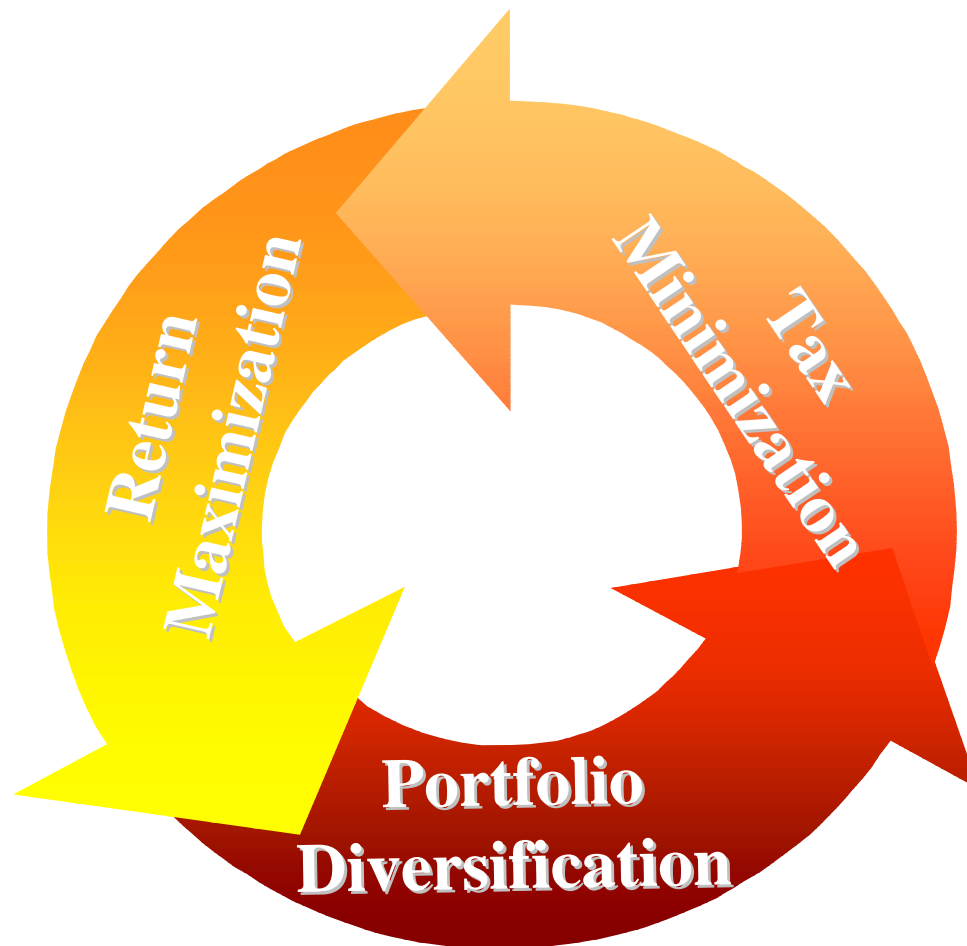 Return
Maximization
Tax
Minimization
Portfolio
Diversification